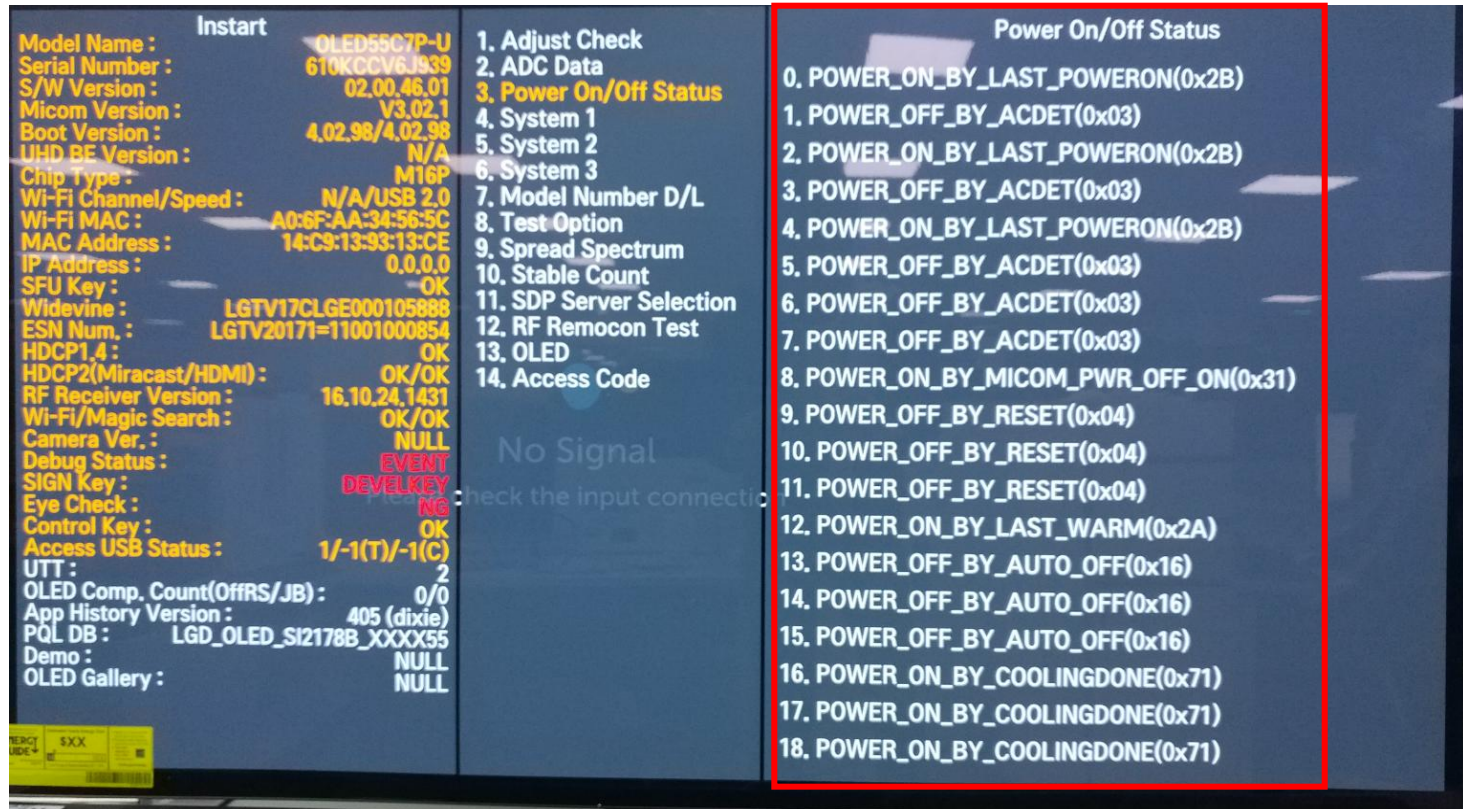 Instart
Model Name : OLED55C7P-U
Serial Number : 610KCCV6J939
S/W Version : 02.00.46.01
Micom Version : V3.02.1
Boot Version : 4.02.98/4.02.98
UHD BE Version : N/A
Chip Type : M16P
Wi-Fi Channel/Speed : N/A/USB 2.0
Wi-Fi MAC : A0:6F:AA:34:56:5C
MAC Address : 14:C9:13:93:13:CE
IP Address : 0.0.0.0
SFU Key : OK
Widevine : LGTV17CLGE000105888
ESN Num. : LGTV20171=11001000854
HDCP1.4 : OK
HDCP2(Miracast/HDMI) : OK/OK
RF Receiver Version : 16.10.24.1431
Wi-Fi/Magic Search : OK/OK
Camera Ver. : NULL
Debug Status : EVENT
SIGN Key : DEVELKEY
Eye Check : NG
Control Key : OK
Access USB Status : 1/-1(T)/-1(C)
UTT : 2
OLED Comp. Count(OffRS/JB) : 0/0
App History Version : 405 (dixie)
PQL DB : LGD_OLED_SI2178B_XXXX55
Demo : NULL
OLED Gallery : NULL
$XX
1. Adjust Check
2. ADC Data
3. Power On/Off Status
4. System 1
5. System 2
6. System 3
7. Model Number D/L
8. Test Option
9. Spread Spectrum
10. Stable Count
11. SDP Server Selection
12. RF Remocon Test
13. OLED
14. Access Code
No Signal
check the input connection
Power On/Off Status
0. POWER_ON_BY_LAST_POWERON(0x2B)
1. POWER_OFF_BY_ACDET(0x03)
2. POWER_ON_BY_LAST_POWERON(0x2B)
3. POWER_OFF_BY_ACDET(0x03)
4. POWER_ON_BY_LAST_POWERON(0x2B)
5. POWER_OFF_BY_ACDET(0x03)
6. POWER_OFF_BY_ACDET(0x03)
7. POWER_OFF_BY_ACDET(0x03)
8. POWER_ON_BY_MICOM_PWR_OFF_ON(0x31)
9. POWER_OFF_BY_RESET(0x04)
10. POWER_OFF_BY_RESET(0x04)
11. POWER_OFF_BY_RESET(0x04)
12. POWER_ON_BY_LAST_WARM(0x2A)
13. POWER_OFF_BY_AUTO_OFF(0x16)
14. POWER_OFF_BY_AUTO_OFF(0x16)
15. POWER_OFF_BY_AUTO_OFF(0x16)
16. POWER_ON_BY_COOLINGDONE(0x71)
17. POWER_ON_BY_COOLINGDONE(0x71)
18. POWER_ON_BY_COOLINGDONE(0x71)